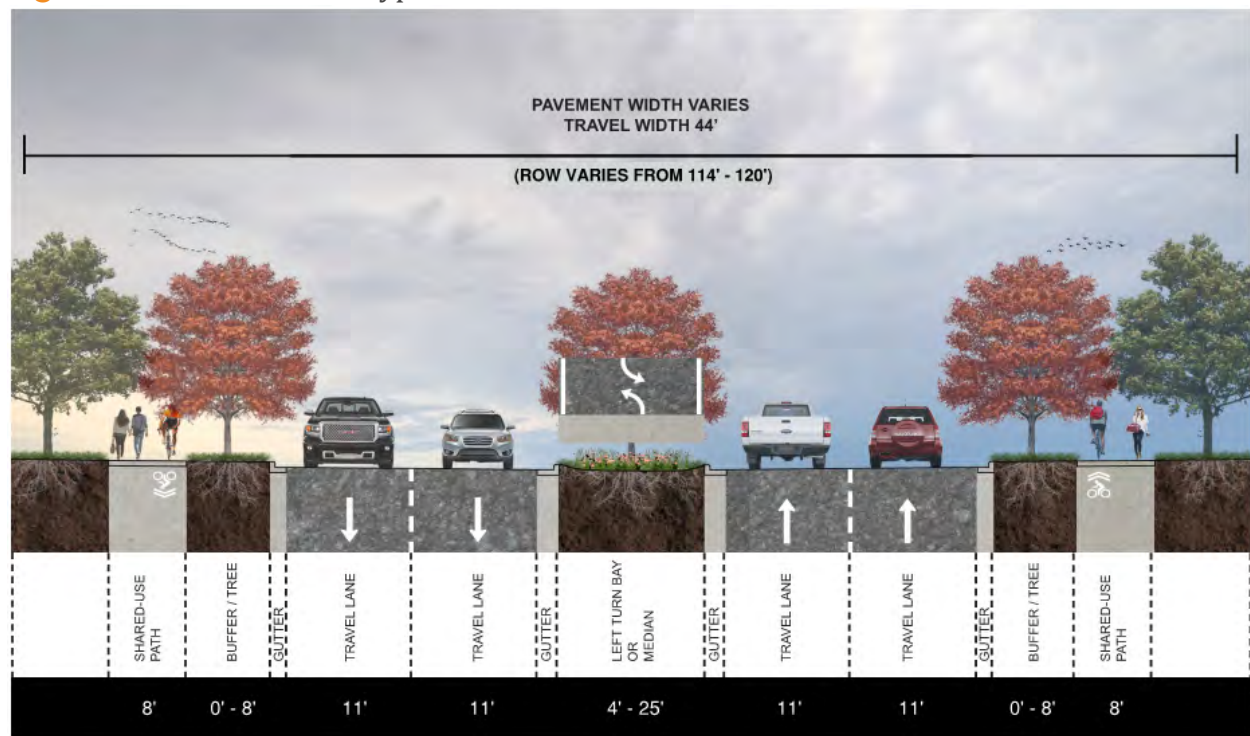 PAVEMENT WIDTH VARIES
TRAVEL WIDTH 44'
(ROW VARIES FROM 114' - 120')
SHARED-USE
PATH
BUFFER / TREE
GUTTER
TRAVEL LANE
TRAVEL LANE
GUTTER
LEFT TURN BAY
OR
MEDIAN
GUTTER
TRAVEL LANE
TRAVEL LANE
GUTTER
BUFFER / TREE
SHARED-USE
PATH
8' 0' - 8' 11' 11' 4' - 25' 11' 11' 0' - 8' 8'